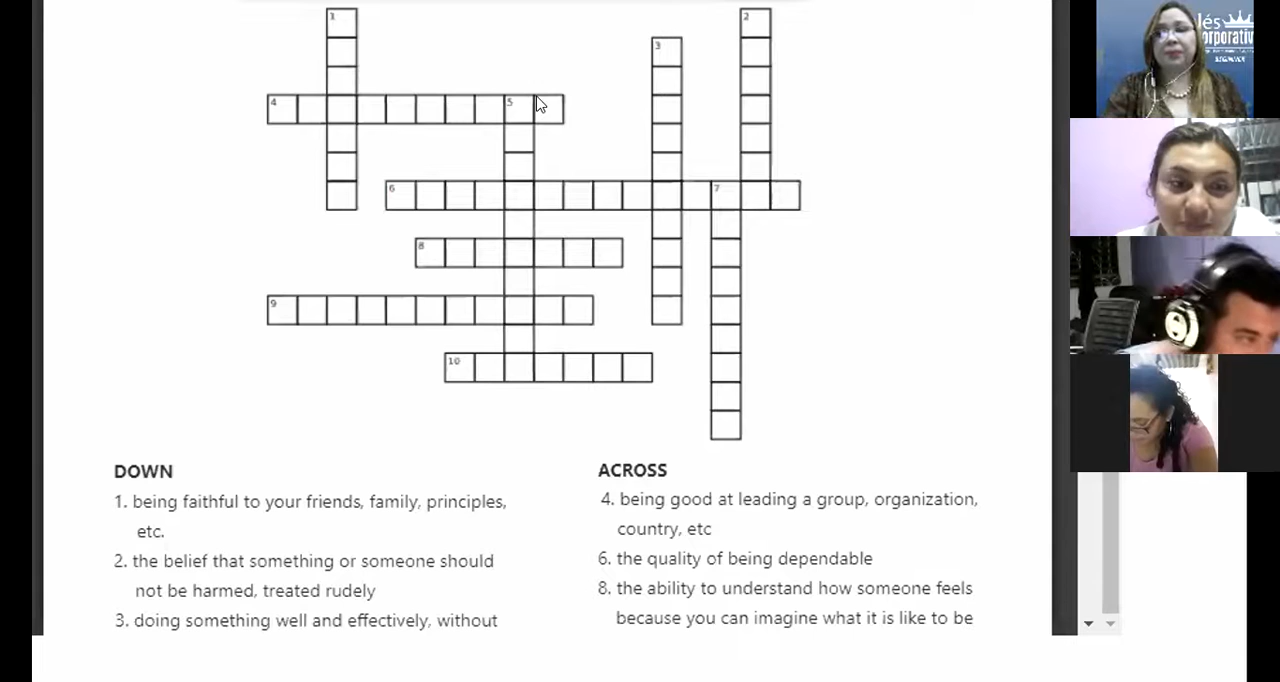 1
2
3
4
5
6
7
8
9
10
DOWN
1. being faithful to your friends, family, principles,
etc.
2. the belief that something or someone should
not be harmed, treated rudely
3. doing something well and effectively, without
ACROSS
4. being good at leading a group, organization,
country, etc
6. the quality of being dependable
8. the ability to understand how someone feels
because you can imagine what it is like to be
lés
orporativ